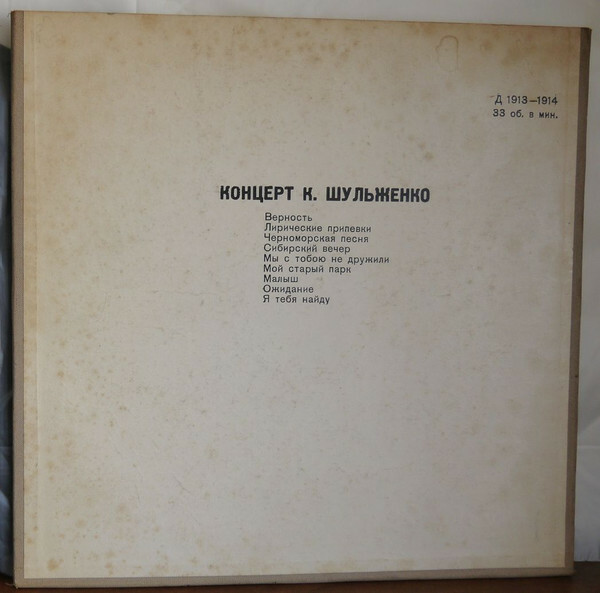 Д 1913—1914
33 об. в мин.
КОНЦЕРТ К. ШУЛЬЖЕНКО
Верность
Лирические припевки
Черноморская песня
Сибирский вечер
Мы с тобою не дружили
Мой старый парк
Малыш
Ожидание
Я тебя найду